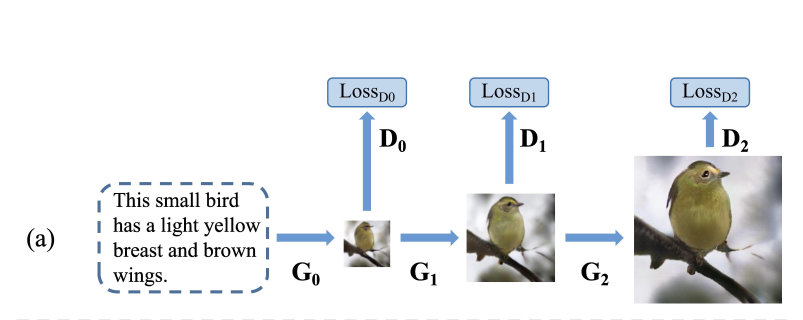 Loss_D0
Loss_D1
Loss_D2
D_0
D_1
D_2
(a)
This small bird
has a light yellow
breast and brown
wings.
G_0
G_1
G_2